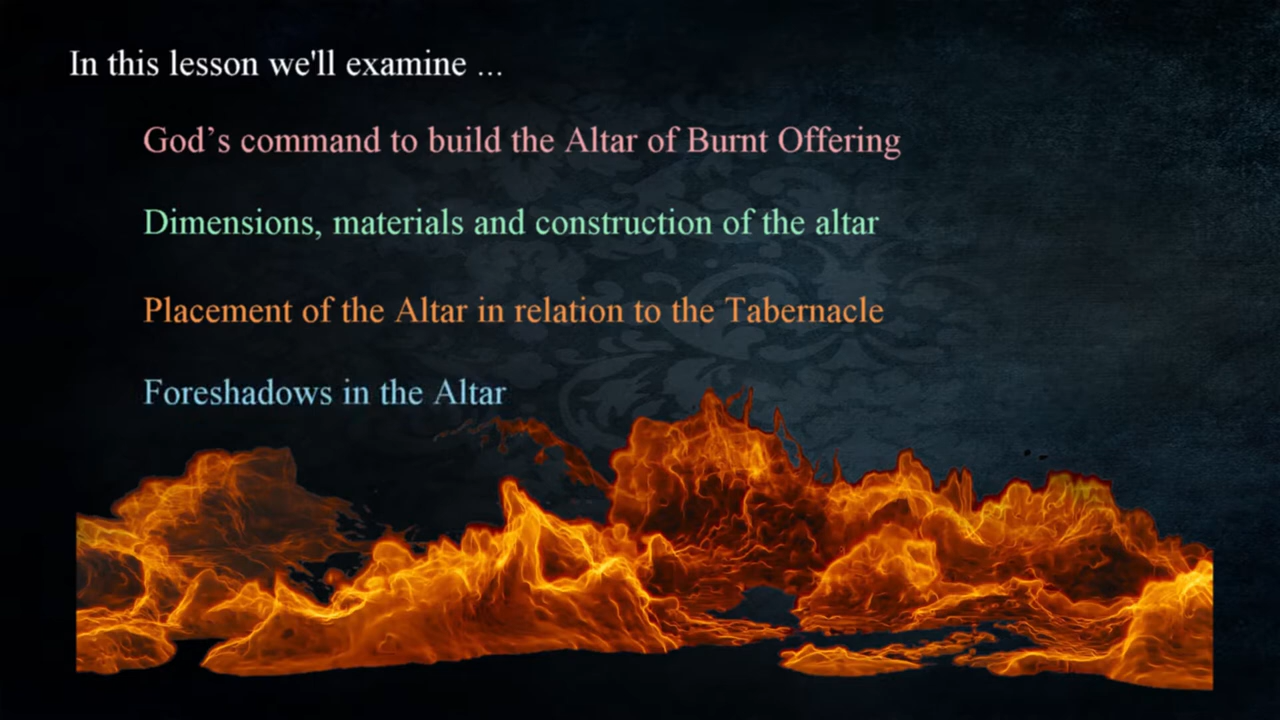 In this lesson we'll examine ...
God’s command to build the Altar of Burnt Offering
Dimensions, materials and construction of the altar
Placement of the Altar in relation to the Tabernacle
Foreshadows in the Altar